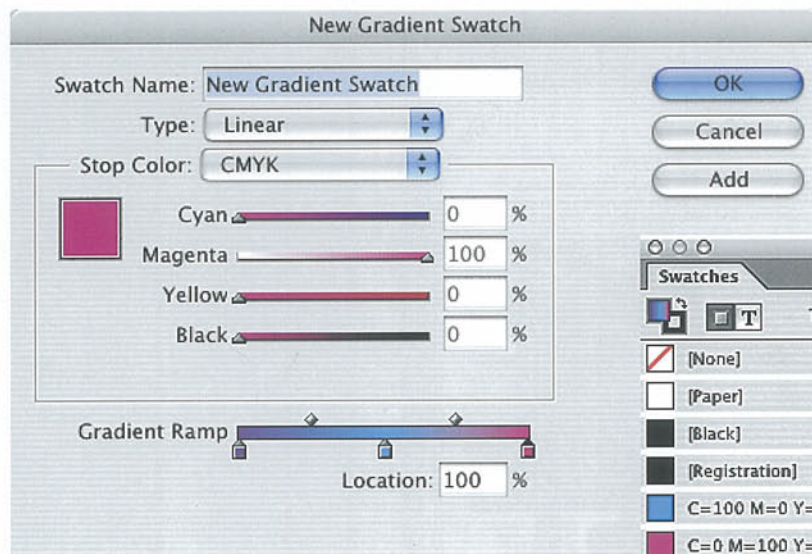 New Gradient Swatch
Swatch Name: New Gradient Swatch
Type: Linear
Stop Color: CMYK
Cyan 0 %
Magenta 100 %
Yellow 0 %
Black 0 %
Gradient Ramp
Location: 100 %
OK
Cancel
Add
Swatches
T
[None]
[Paper]
[Black]
[Registration]
C=100 M=0 Y=
C=0 M=100 Y=